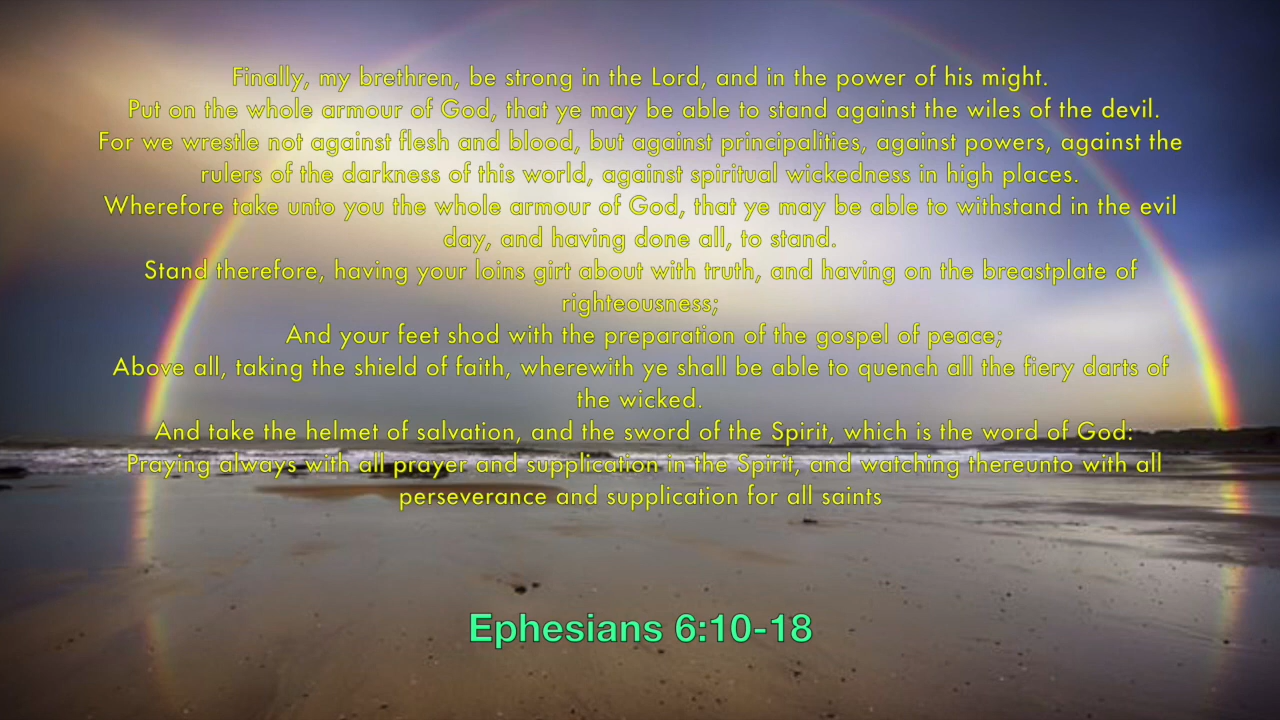 Finally, my brethren, be strong in the Lord, and in the power of his might.
Put on the whole armour of God, that ye may be able to stand against the wiles of the devil.
For we wrestle not against flesh and blood, but against principalities, against powers, against the
rulers of the darkness of this world, against spiritual wickedness in high places.
Wherefore take unto you the whole armour of God, that ye may be able to withstand in the evil
day, and having done all, to stand.
Stand therefore, having your loins girt about with truth, and having on the breastplate of
righteousness;
And your feet shod with the preparation of the gospel of peace;
Above all, taking the shield of faith, wherewith ye shall be able to quench all the fiery darts of
the wicked.
And take the helmet of salvation, and the sword of the Spirit, which is the word of God:
Praying always with all prayer and supplication in the Spirit, and watching thereunto with all
perseverance and supplication for all saints
Ephesians 6:10-18